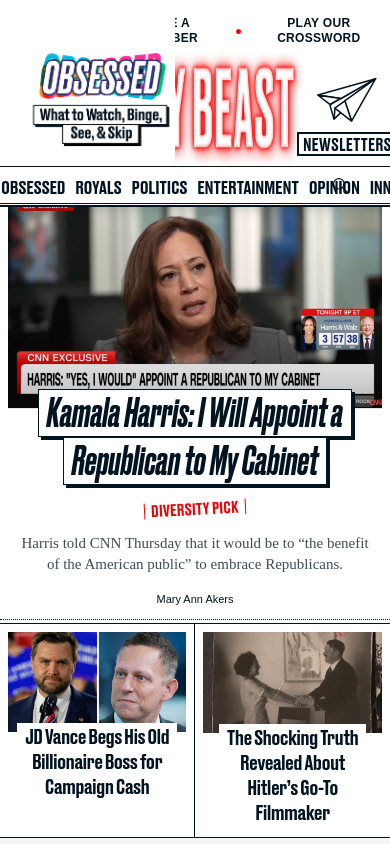 E A
BER
PLAY OUR
CROSSWORD
OBSESSED
What to Watch, Binge,
See, & Skip
Y BEAST
NEWSLETTERS
OBSESSED ROYALS POLITICS ENTERTAINMENT OPINION INN
TONIGHT 9P ET
Harris & Walz
3 57 38
CNN EXCLUSIVE
HARRIS: "YES, I WOULD" APPOINT A REPUBLICAN TO MY CABINET
CNN
Kamala Harris: I Will Appoint a
Republican to My Cabinet
DIVERSITY PICK
Harris told CNN Thursday that it would be to “the benefit
of the American public” to embrace Republicans.
Mary Ann Akers
JD Vance Begs His Old
Billionaire Boss for
Campaign Cash
The Shocking Truth
Revealed About
Hitler’s Go-To
Filmmaker